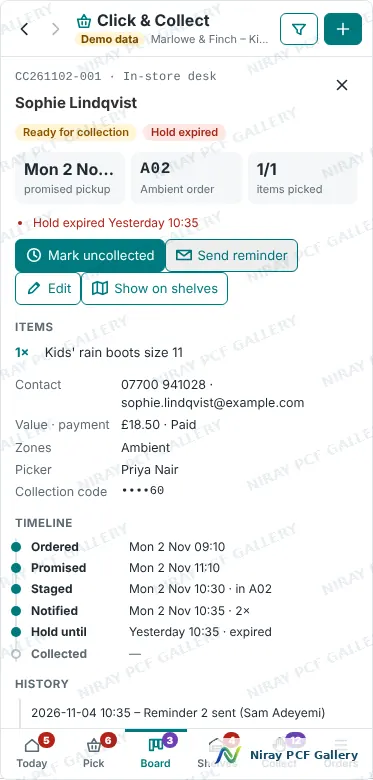 Click & Collect
Demo data Marlowe & Finch – Ki...
CC261102-001 · In-store desk
Sophie Lindqvist
Ready for collection Hold expired
Mon 2 No... A02 1/1
promised pickup Ambient order items picked
• Hold expired Yesterday 10:35
Mark uncollected Send reminder
Edit Show on shelves
ITEMS
1× Kids' rain boots size 11
Contact 07700 941028 ·
sophie.lindqvist@example.com
Value · payment £18.50 · Paid
Zones Ambient
Picker Priya Nair
Collection code ••••60
TIMELINE
Ordered Mon 2 Nov 09:10
Promised Mon 2 Nov 11:10
Staged Mon 2 Nov 10:30 · in A02
Notified Mon 2 Nov 10:35 · 2×
Hold until Yesterday 10:35 · expired
Collected —
HISTORY
2026-11-04 10:35 – Reminder 2 sent (Sam Adeyemi)
5 6 3 12
Today Pick Board Collect Orders
Niray PCF Gallery
NIRAY PCF GALLERY